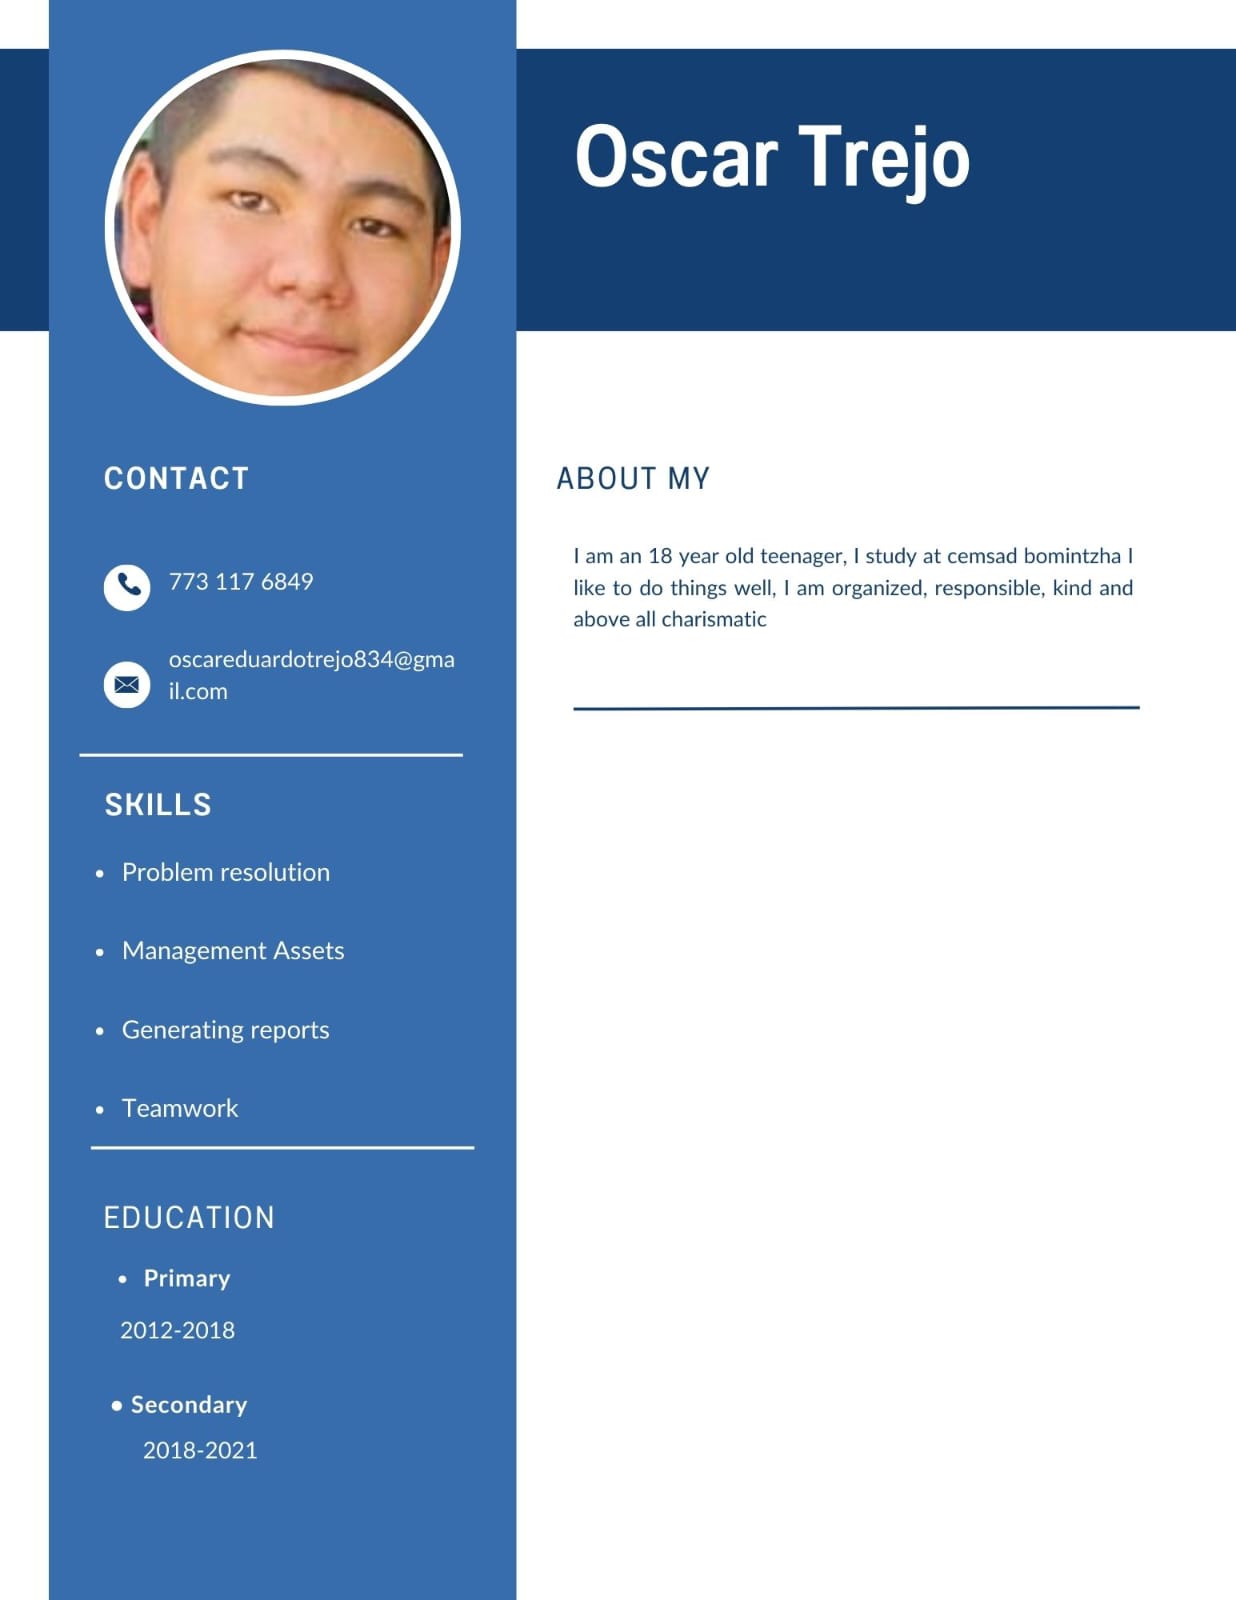 Oscar Trejo
CONTACT
773 117 6849
oscareduardotrejo834@gma
il.com
SKILLS
• Problem resolution
• Management Assets
• Generating reports
• Teamwork
EDUCATION
• Primary
2012-2018
• Secondary
2018-2021
ABOUT MY
I am an 18 year old teenager, I study at cemsad bomintzha I
like to do things well, I am organized, responsible, kind and
above all charismatic